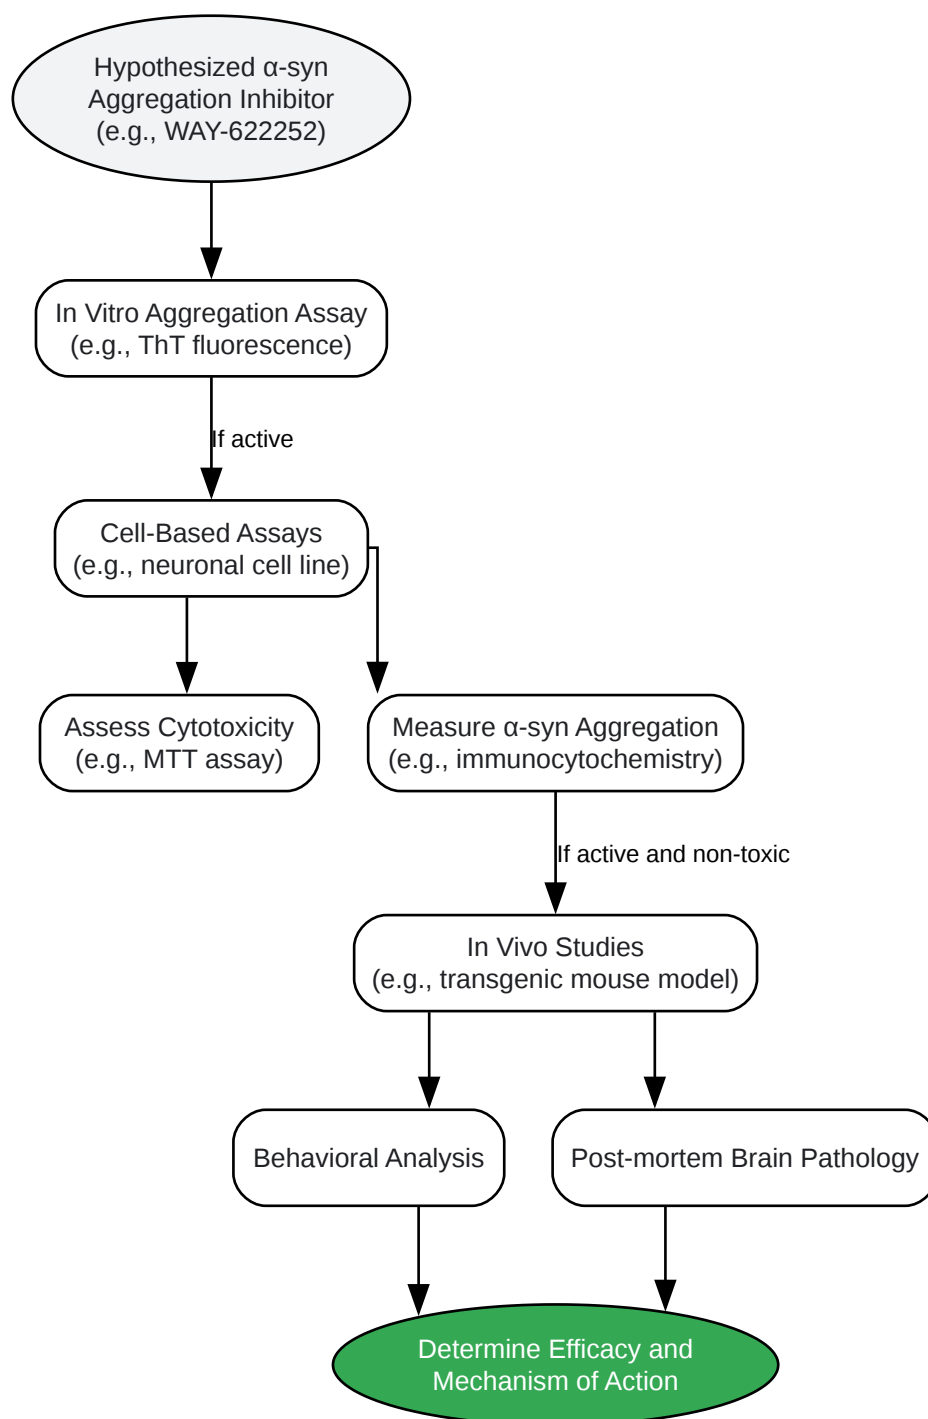 Hypothesized α-syn
Aggregation Inhibitor
(e.g., WAY-622252)
In Vitro Aggregation Assay
(e.g., ThT fluorescence)
If active
Cell-Based Assays
(e.g., neuronal cell line)
Assess Cytotoxicity
(e.g., MTT assay)
Measure α-syn Aggregation
(e.g., immunocytochemistry)
If active and non-toxic
In Vivo Studies
(e.g., transgenic mouse model)
Behavioral Analysis
Post-mortem Brain Pathology
Determine Efficacy and
Mechanism of Action